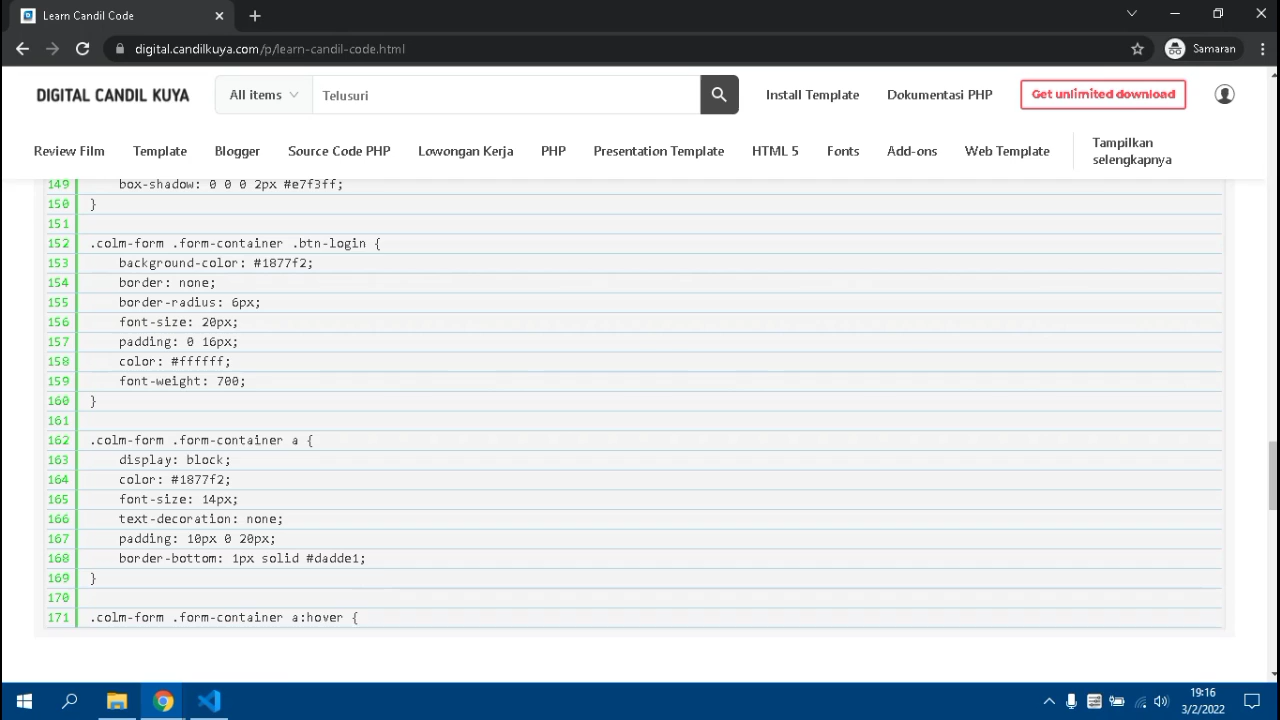 Learn Candil Code
digital.candilkuya.com/p/learn-candil-code.html
Samaran
DIGITAL CANDIL KUYA
All items
Telusuri
Install Template
Dokumentasi PHP
Get unlimited download
Review Film
Template
Blogger
Source Code PHP
Lowongan Kerja
PHP
Presentation Template
HTML 5
Fonts
Add-ons
Web Template
Tampilkan
selengkapnya
149 box-shadow: 0 0 0 2px #e7f3ff;
150 }
151
152 .colm-form .form-container .btn-login {
153 background-color: #1877f2;
154 border: none;
155 border-radius: 6px;
156 font-size: 20px;
157 padding: 0 16px;
158 color: #ffffff;
159 font-weight: 700;
160 }
161
162 .colm-form .form-container a {
163 display: block;
164 color: #1877f2;
165 font-size: 14px;
166 text-decoration: none;
167 padding: 10px 0 20px;
168 border-bottom: 1px solid #dadde1;
169 }
170
171 .colm-form .form-container a:hover {
19:16
3/2/2022